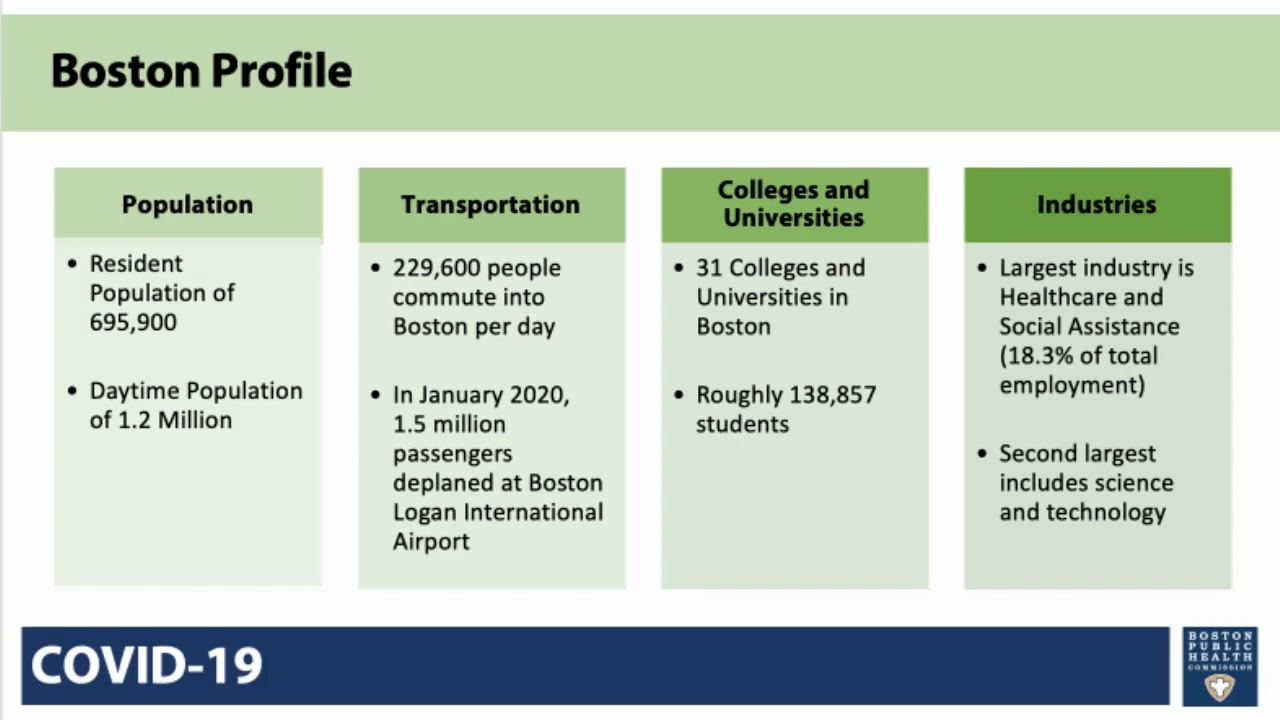 Boston Profile
Population
• Resident
Population of
695,900
• Daytime Population
of 1.2 Million
Transportation
• 229,600 people
commute into
Boston per day
• In January 2020,
1.5 million
passengers
deplaned at Boston
Logan International
Airport
Colleges and
Universities
• 31 Colleges and
Universities in
Boston
• Roughly 138,857
students
Industries
• Largest industry is
Healthcare and
Social Assistance
(18.3% of total
employment)
• Second largest
includes science
and technology
COVID-19
BOSTON
PUBLIC
HEALTH
COMMISSION